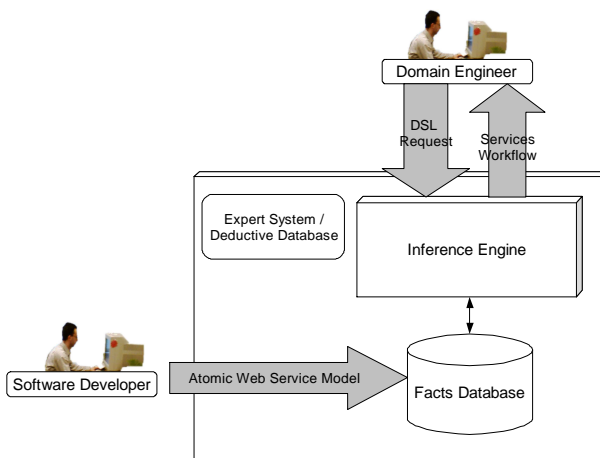 Domain Engineer
DSL
Request
Services
Workflow
Expert System /
Deductive Database
Inference Engine
Software Developer
Atomic Web Service Model
Facts Database